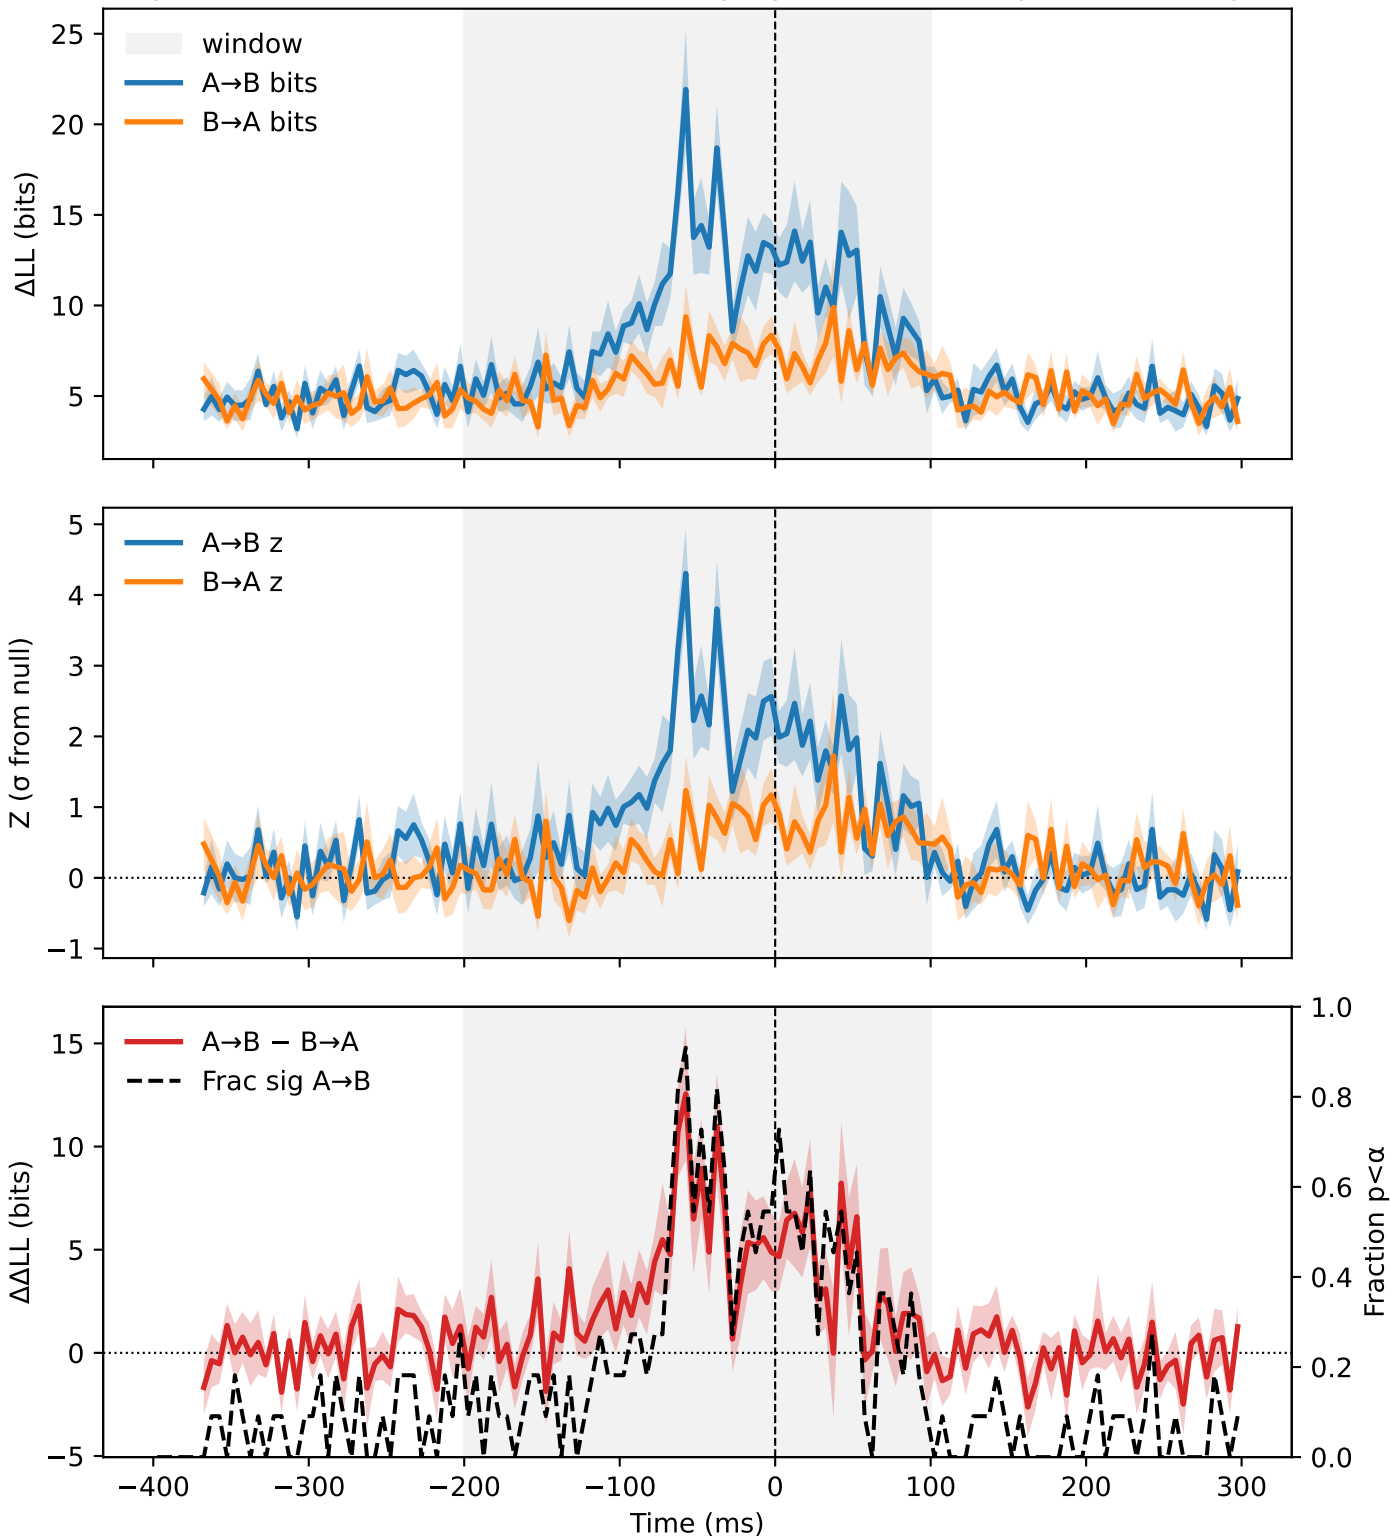 25
20
15
10
5
ΔLL (bits)
window
A→B bits
B→A bits
5
4
3
2
1
0
−1
Z (σ from null)
A→B z
B→A z
15
10
5
0
−5
ΔΔLL (bits)
A→B − B→A
Frac sig A→B
1.0
0.8
0.6
0.4
0.2
0.0
Fraction p<α
−400 −300 −200 −100 0 100 200 300
Time (ms)